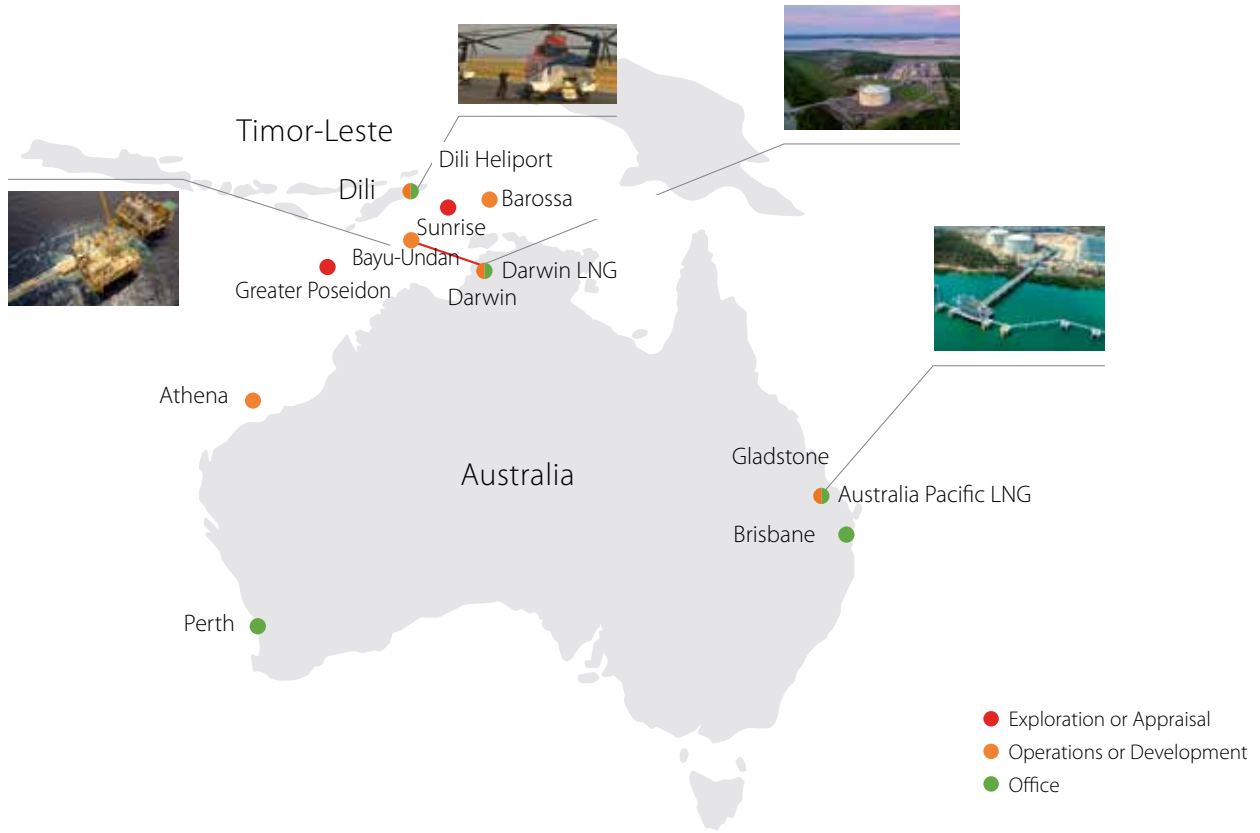 Timor-Leste
Dili Heliport
Dili
Barossa
Sunrise
Bayu-Undan
Greater Poseidon
Darwin LNG
Darwin
Athena
Australia
Gladstone
Australia Pacific LNG
Brisbane
Perth
Exploration or Appraisal
Operations or Development
Office